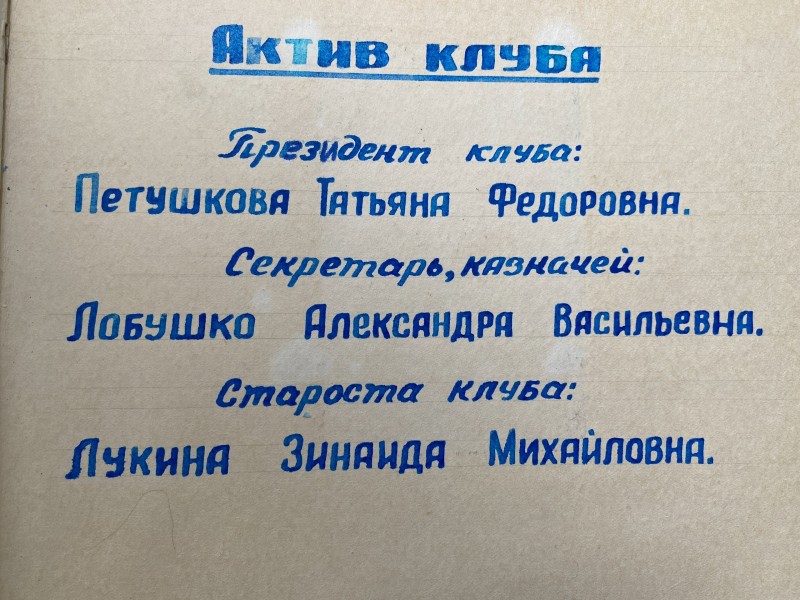 Актив клуба
Президент клуба:
Петушкова Татьяна Федоровна.
Секретарь, казначей:
Лобушко Александра Васильевна.
Староста клуба:
Лукина Зинаида Михайловна.